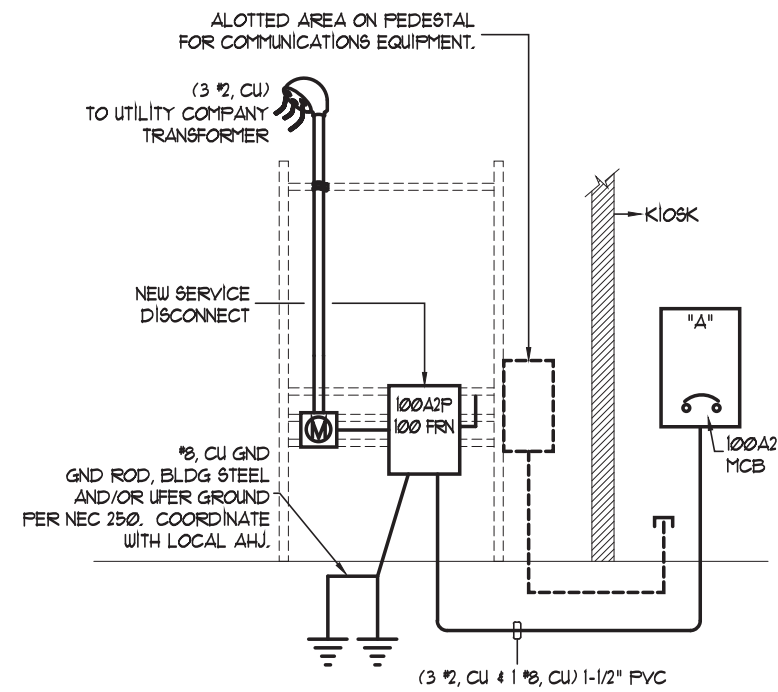 ALOTTED AREA ON PEDESTAL
FOR COMMUNICATIONS EQUIPMENT.
(3 #2, CU)
TO UTILITY COMPANY
TRANSFORMER
KIOSK
NEW SERVICE
DISCONNECT
"A"
100A2P
100 FRN
M
100A2
MCB
#8, CU GND
GND ROD, BLDG STEEL
AND/OR UFER GROUND
PER NEC 250. COORDINATE
WITH LOCAL AHJ.
(3 #2, CU & 1 #8, CU) 1-1/2" PVC